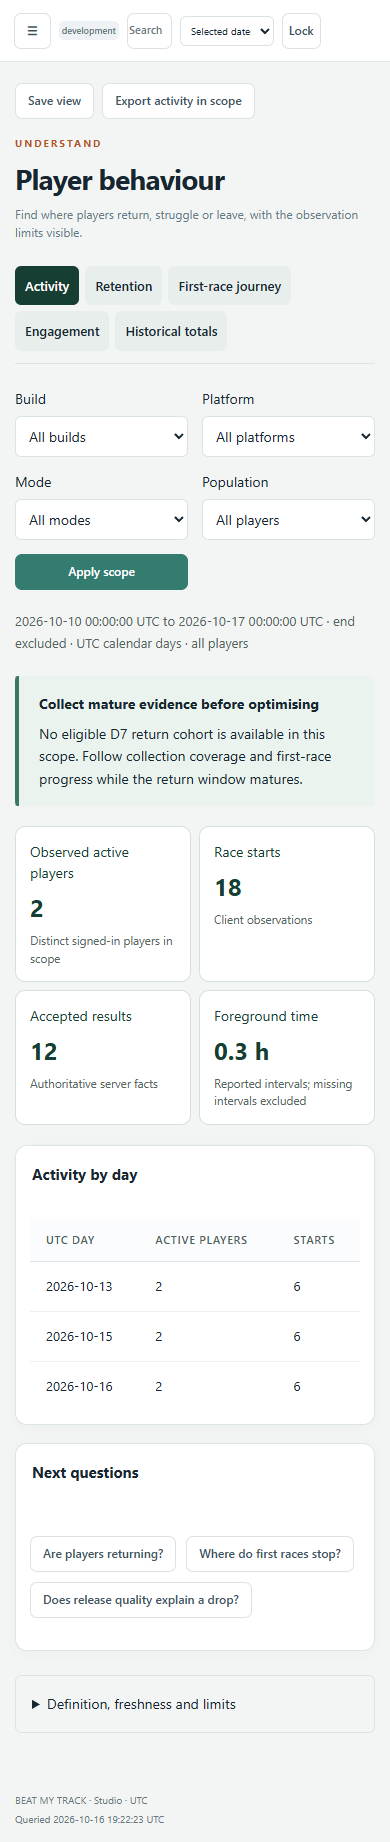 ☰ development Search Selected date Lock
Save view Export activity in scope
UNDERSTAND
Player behaviour
Find where players return, struggle or leave, with the observation
limits visible.
Activity Retention First-race journey
Engagement Historical totals
Build Platform
All builds All platforms
Mode Population
All modes All players
Apply scope
2026-10-10 00:00:00 UTC to 2026-10-17 00:00:00 UTC · end
excluded · UTC calendar days · all players
Collect mature evidence before optimising
No eligible D7 return cohort is available in this
scope. Follow collection coverage and first-race
progress while the return window matures.
Observed active
players
2
Distinct signed-in players in
scope
Race starts
18
Client observations
Accepted results
12
Authoritative server facts
Foreground time
0.3 h
Reported intervals; missing
intervals excluded
Activity by day
UTC DAY ACTIVE PLAYERS STARTS
2026-10-13 2 6
2026-10-15 2 6
2026-10-16 2 6
Next questions
Are players returning? Where do first races stop?
Does release quality explain a drop?
▶ Definition, freshness and limits
BEAT MY TRACK · Studio · UTC
Queried 2026-10-16 19:22:23 UTC